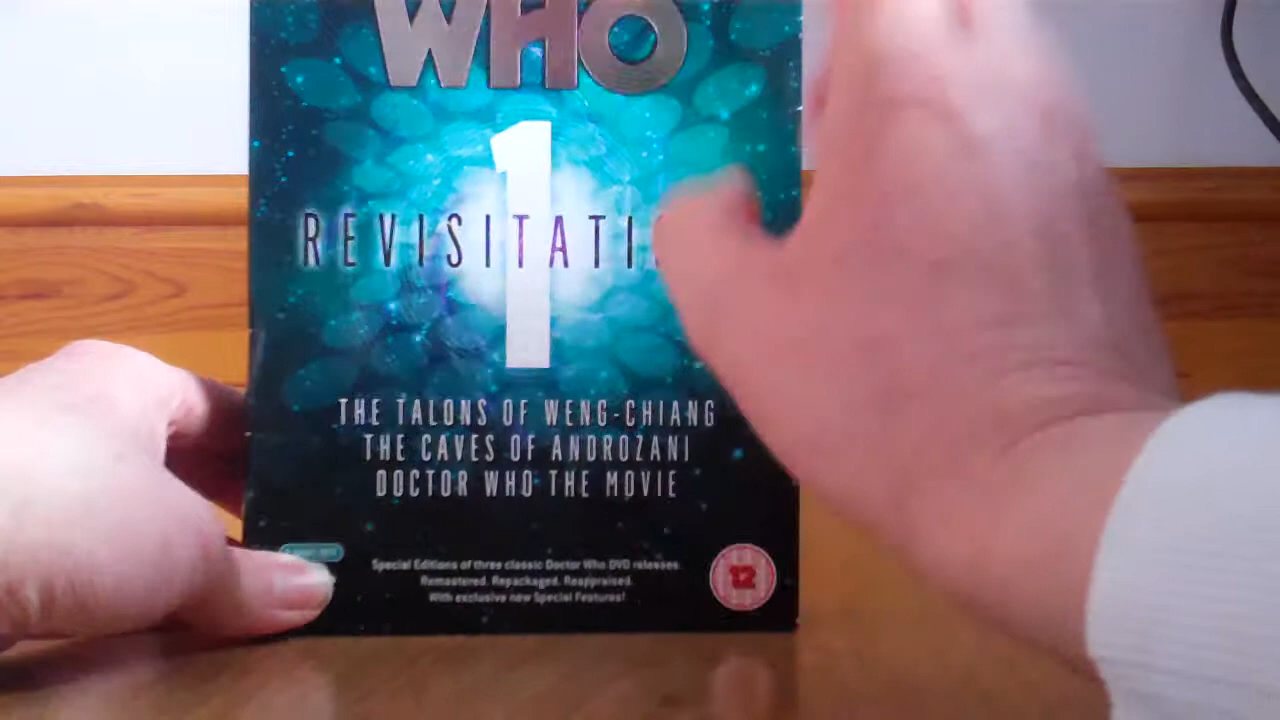 WHO
1
REVISITATI
THE TALONS OF WENG-CHIANG
THE CAVES OF ANDROZANI
DOCTOR WHO THE MOVIE
Special Editions of three classic Doctor Who DVD releases
Remastered. Repackaged. Reappraised.
With exclusive new Special Features!
12